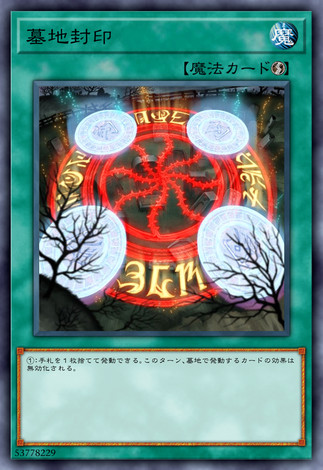 墓地封印
魔
【魔法カード】
①:手札を1枚捨てて発動できる。このターン、墓地で発動するカードの効果は
無効化される。
53778229